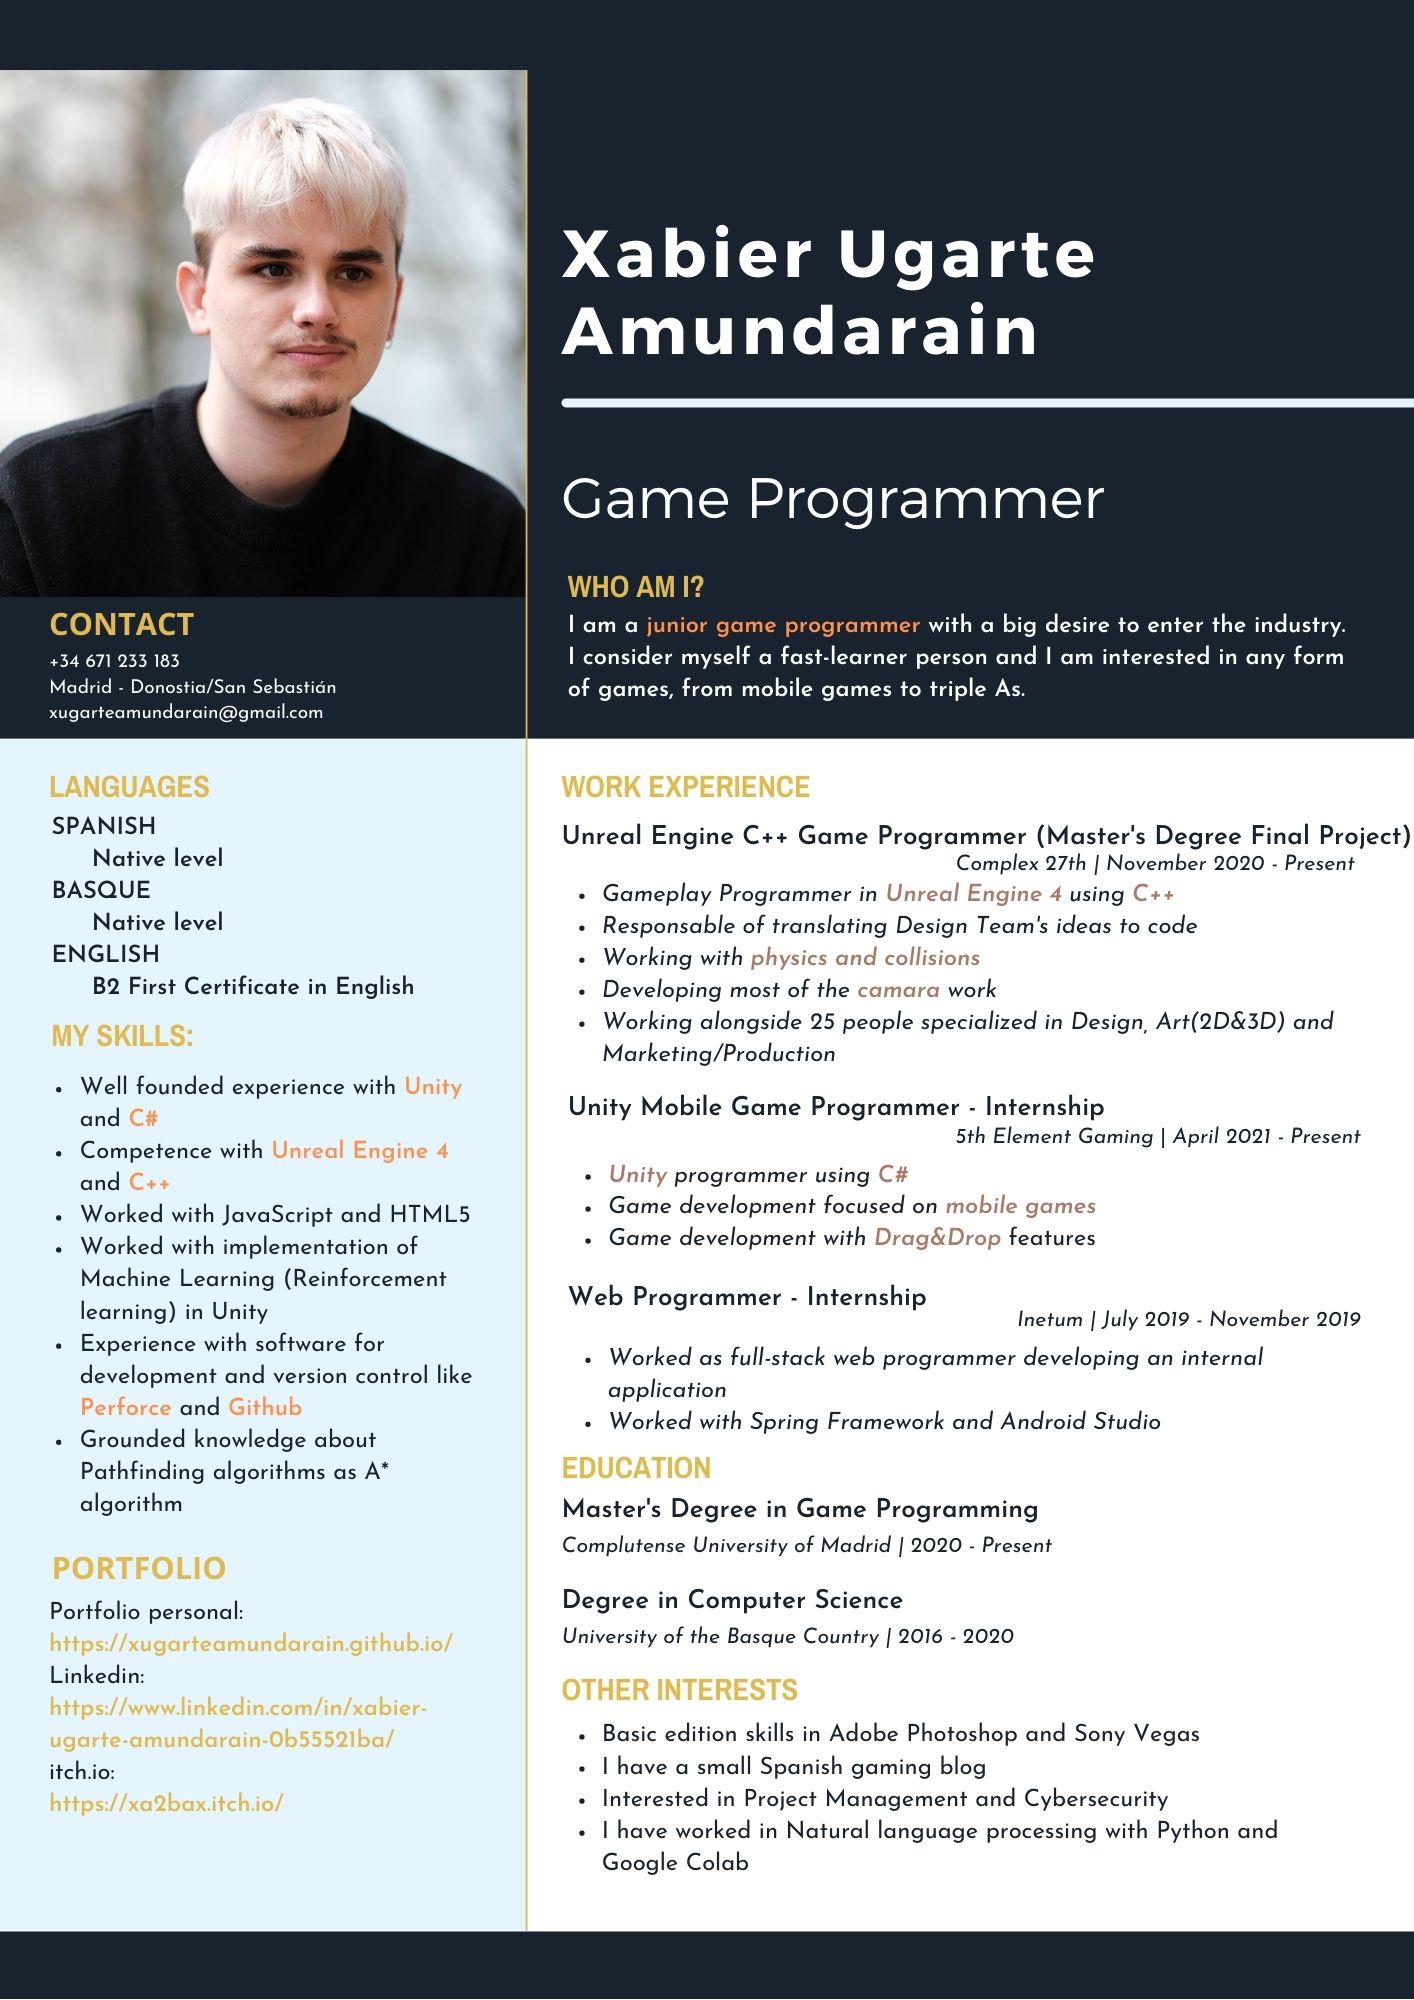 Xabier Ugarte
Amundarain
Game Programmer
WHO AM I?
I am a junior game programmer with a big desire to enter the industry.
I consider myself a fast-learner person and I am interested in any form
of games, from mobile games to triple As.
CONTACT
+34 671 233 183
Madrid - Donostia/San Sebastián
xugarteamundarain@gmail.com
LANGUAGES
SPANISH
Native level
BASQUE
Native level
ENGLISH
B2 First Certificate in English
MY SKILLS:
• Well founded experience with Unity
and C#
• Competence with Unreal Engine 4
and C++
• Worked with JavaScript and HTML5
• Worked with implementation of
Machine Learning (Reinforcement
learning) in Unity
• Experience with software for
development and version control like
Perforce and Github
• Grounded knowledge about
Pathfinding algorithms as A*
algorithm
PORTFOLIO
Portfolio personal:
https://xugarteamundarain.github.io/
Linkedin:
https://www.linkedin.com/in/xabier-
ugarte-amundarain-0b55521ba/
itch.io:
https://xa2bax.itch.io/
WORK EXPERIENCE
Unreal Engine C++ Game Programmer (Master's Degree Final Project)
Complex 27th | November 2020 - Present
• Gameplay Programmer in Unreal Engine 4 using C++
• Responsable of translating Design Team's ideas to code
• Working with physics and collisions
• Developing most of the camara work
• Working alongside 25 people specialized in Design, Art(2D&3D) and
Marketing/Production
Unity Mobile Game Programmer - Internship
5th Element Gaming | April 2021 - Present
• Unity programmer using C#
• Game development focused on mobile games
• Game development with Drag&Drop features
Web Programmer - Internship
Inetum | July 2019 - November 2019
• Worked as full-stack web programmer developing an internal
application
• Worked with Spring Framework and Android Studio
EDUCATION
Master's Degree in Game Programming
Complutense University of Madrid | 2020 - Present
Degree in Computer Science
University of the Basque Country | 2016 - 2020
OTHER INTERESTS
• Basic edition skills in Adobe Photoshop and Sony Vegas
• I have a small Spanish gaming blog
• Interested in Project Management and Cybersecurity
• I have worked in Natural language processing with Python and
Google Colab